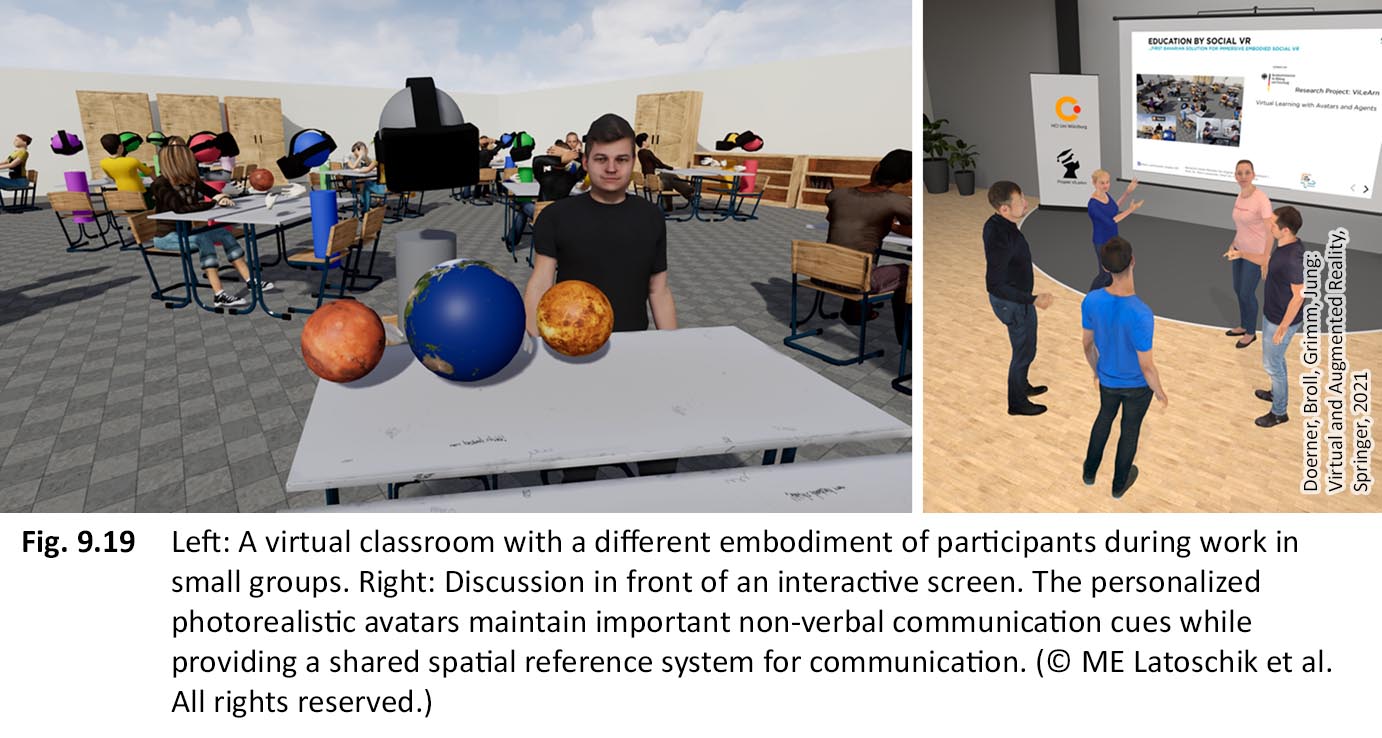 EDUCATION BY SOCIAL VR
...FIRST BAVARIAN SOLUTION FOR IMMERSIVE EMBODIED SOCIAL VR
Research Project: ViLeArn
Virtual Learning with Avatars and Agents
HCI Uni Würzburg
Projekt ViLeArn
Doerner, Broll, Grimm, Jung:
Virtual and Augmented Reality,
Springer, 2021
Fig. 9.19 Left: A virtual classroom with a different embodiment of participants during work in
small groups. Right: Discussion in front of an interactive screen. The personalized
photorealistic avatars maintain important non-verbal communication cues while
providing a shared spatial reference system for communication. (© ME Latoschik et al.
All rights reserved.)